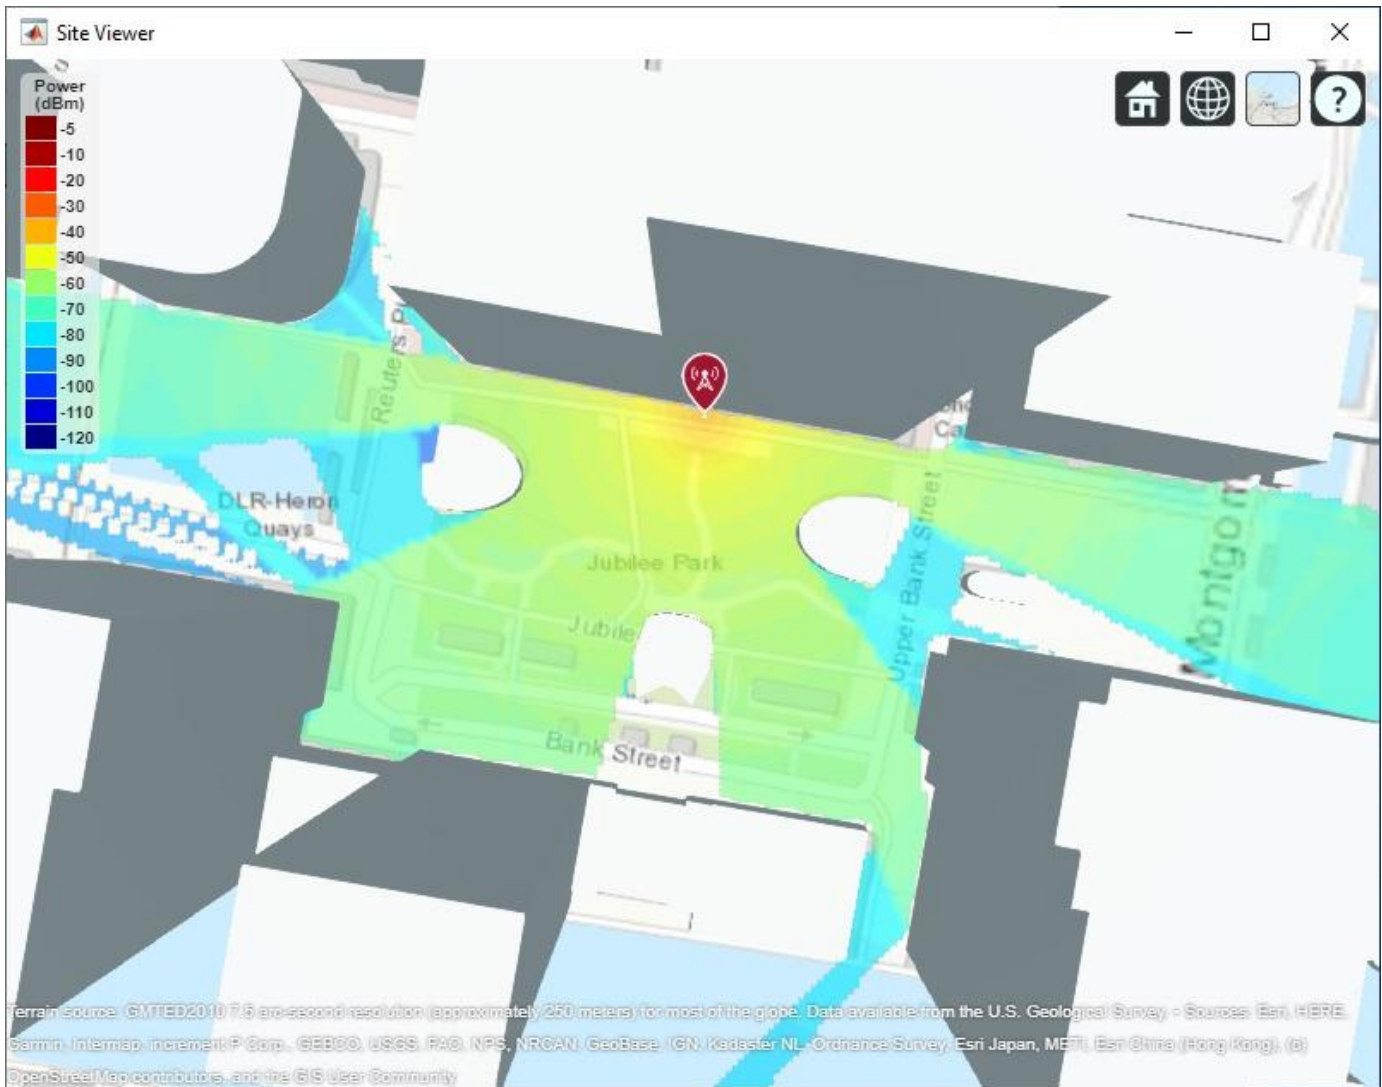 Site Viewer
Power
(dBm)
-5
-10
-20
-30
-40
-50
-60
-70
-80
-90
-100
-110
-120
?
Reuters
DLR-Heron
Quays
Jubilee Park
Jubile
Upper Bank Street
Montgo
Bank Street
Terrain source: GMTED2010 7.5 arc-second resolution (approximately 250 meters) for most of the globe. Data available from the U.S. Geological Survey. • Sources: Esri, HERE,
Garmin, Intermap, increment P Corp., GEBCO, USGS, FAO, NPS, NRCAN, GeoBase, IGN, Kadaster NL, Ordnance Survey, Esri Japan, METI, Esri China (Hong Kong), (c)
OpenStreetMap contributors, and the GIS User Community